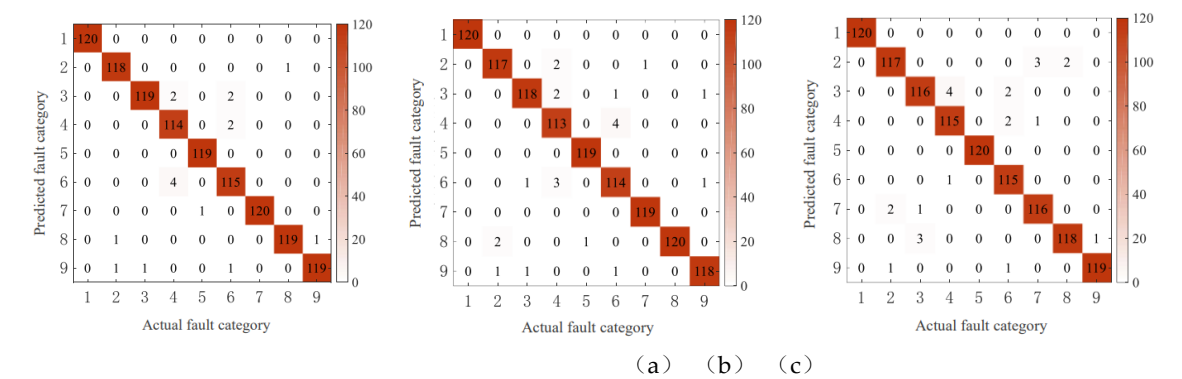 1 120 0 0 0 0 0 0 0 0
2 0 118 0 0 0 0 0 1 0
3 0 0 119 2 0 2 0 0 0
4 0 0 0 114 0 2 0 0 0
5 0 0 0 0 119 0 0 0 0
6 0 0 0 4 0 115 0 0 0
7 0 0 0 0 1 0 120 0 0
8 0 1 0 0 0 0 0 119 1
9 0 1 1 0 0 1 0 0 119
1 2 3 4 5 6 7 8 9
Predicted fault category
Actual fault category
120
100
80
60
40
20
0
1 120 0 0 0 0 0 0 0 0
2 0 117 0 2 0 0 1 0 0
3 0 0 118 2 0 1 0 0 1
4 0 0 0 113 0 4 0 0 0
5 0 0 0 0 119 0 0 0 0
6 0 0 1 3 0 114 0 0 1
7 0 0 0 0 0 0 119 0 0
8 0 2 0 0 1 0 0 120 0
9 0 1 1 0 0 1 0 0 118
1 2 3 4 5 6 7 8 9
Predicted fault category
Actual fault category
120
100
80
60
40
20
0
1 120 0 0 0 0 0 0 0 0
2 0 117 0 0 0 0 3 2 0
3 0 0 116 4 0 2 0 0 0
4 0 0 0 115 0 2 1 0 0
5 0 0 0 0 120 0 0 0 0
6 0 0 0 1 0 115 0 0 0
7 0 2 1 0 0 0 116 0 0
8 0 0 3 0 0 0 0 118 1
9 0 1 0 0 0 1 0 0 119
1 2 3 4 5 6 7 8 9
Predicted fault category
Actual fault category
120
100
80
60
40
20
0
（a） （b） （c）